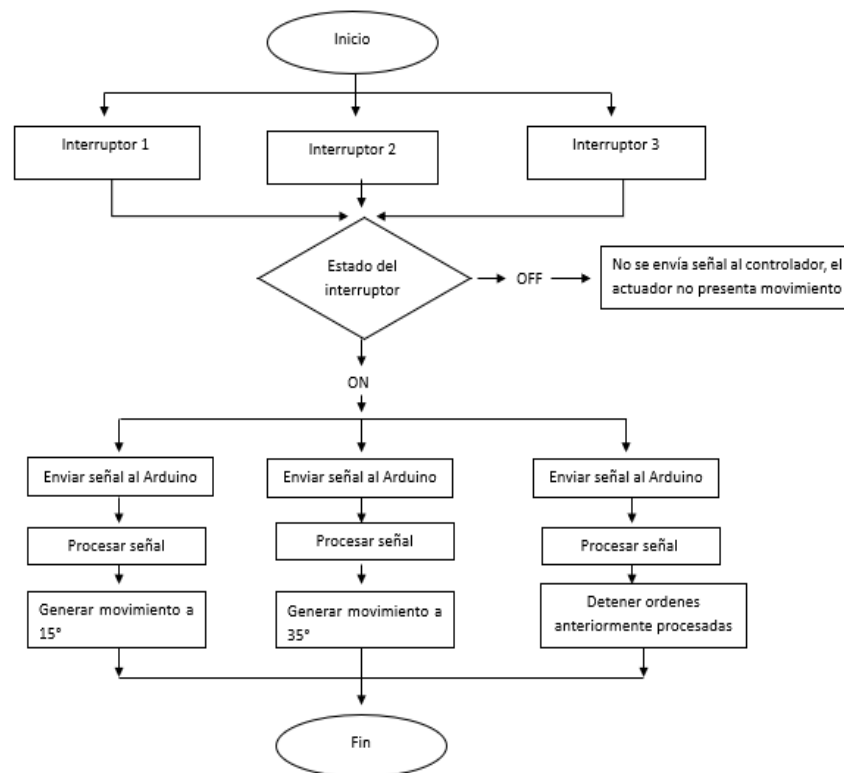 Inicio
Interruptor 1
Interruptor 2
Interruptor 3
Estado del
interruptor
OFF
No se envía señal al controlador, el
actuador no presenta movimiento
ON
Enviar señal al Arduino
Enviar señal al Arduino
Enviar señal al Arduino
Procesar señal
Procesar señal
Procesar señal
Generar movimiento a
15°
Generar movimiento a
35°
Detener ordenes
anteriormente procesadas
Fin